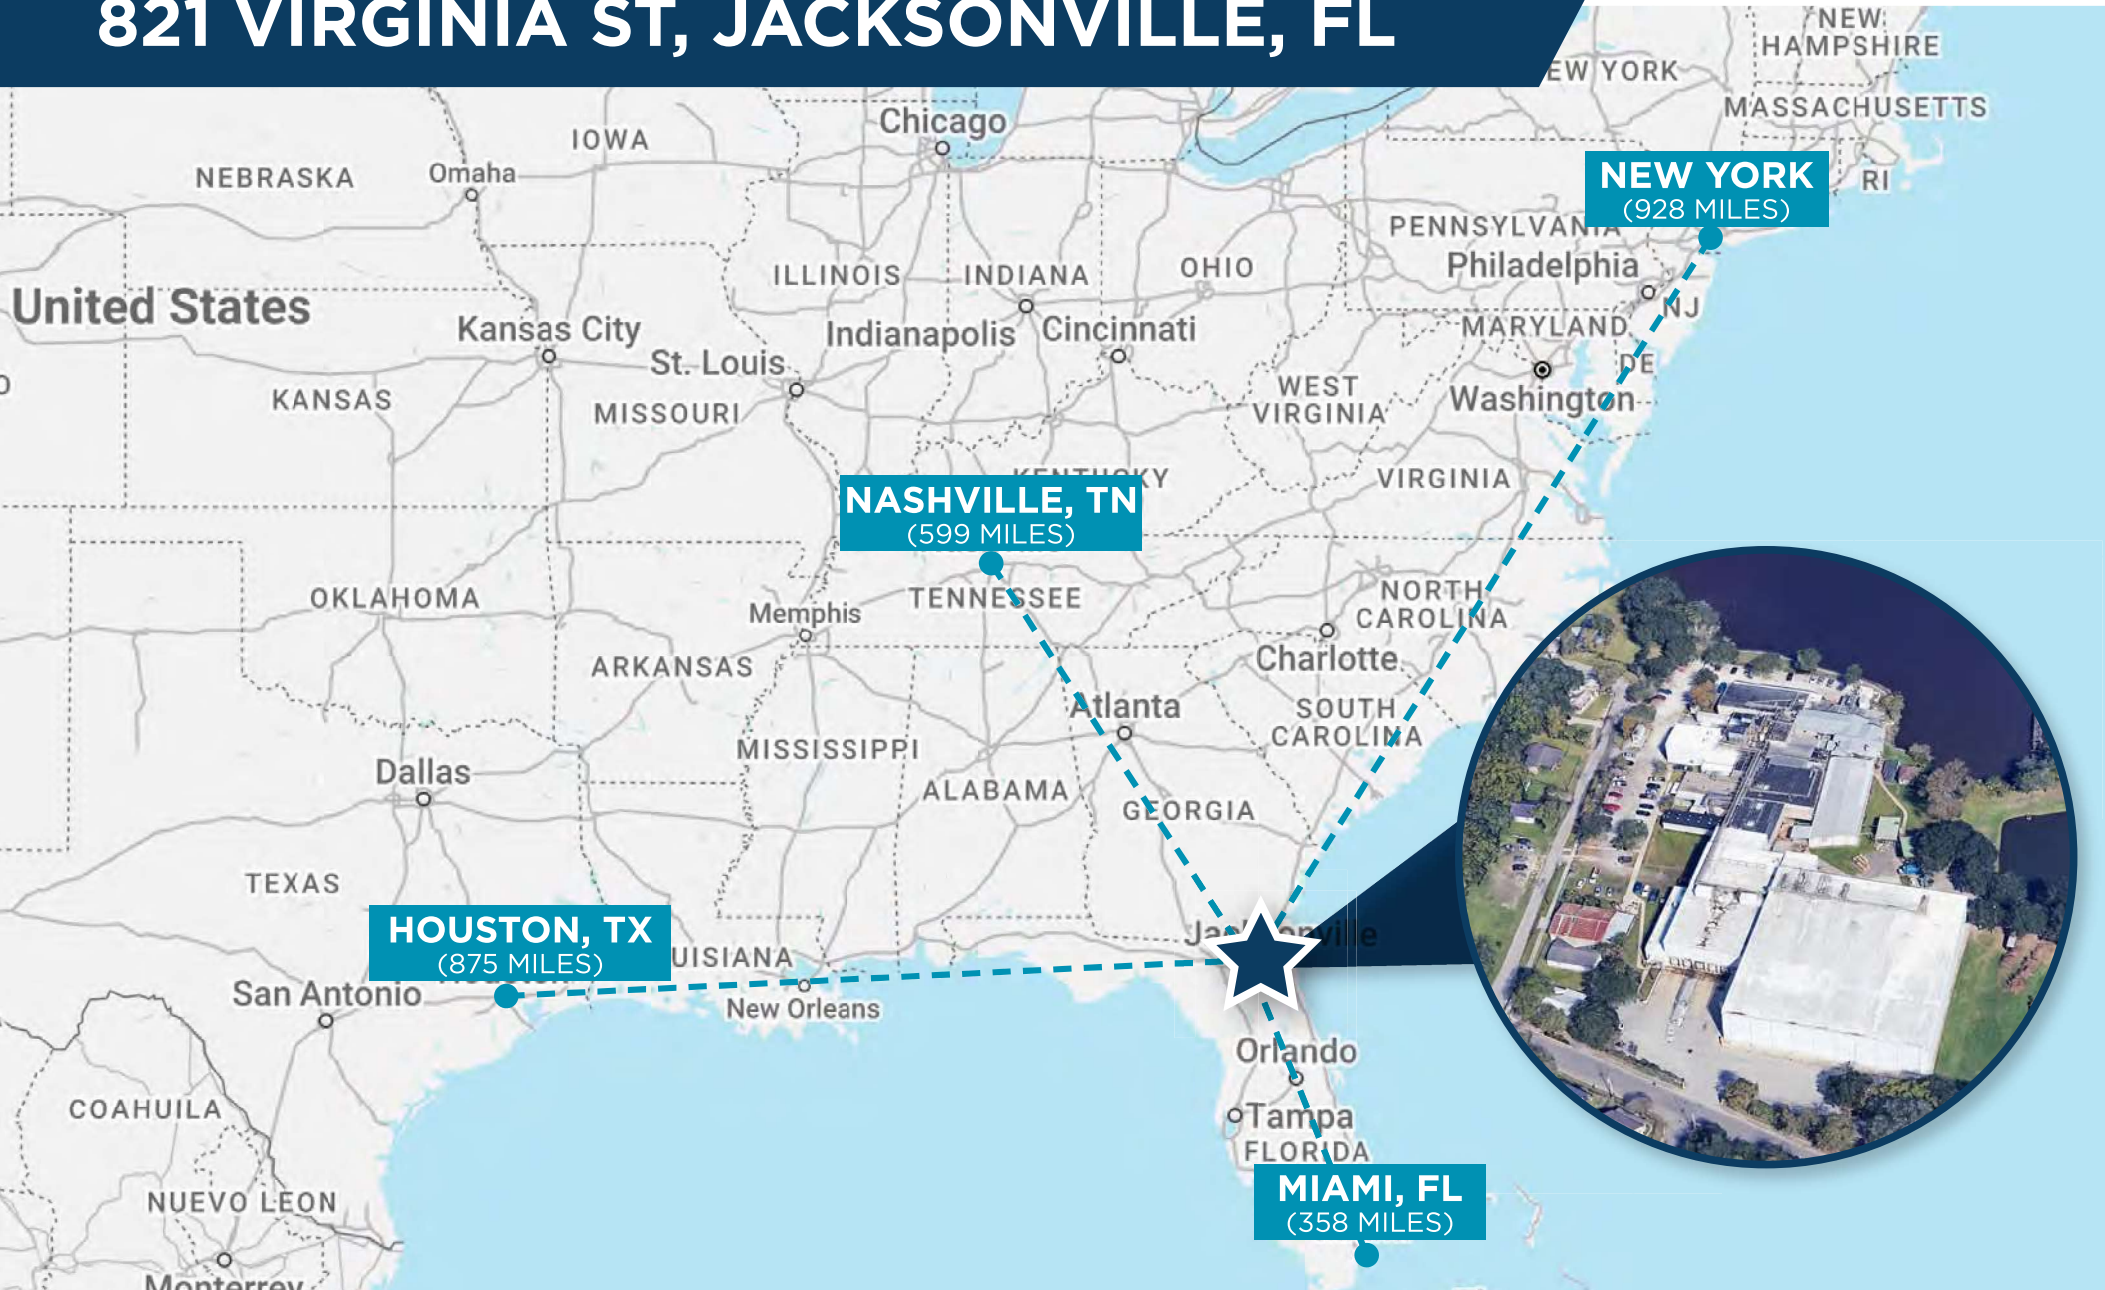 821 VIRGINIA ST, JACKSONVILLE, FL
NEW
HAMPSHIRE
EW YORK
MASSACHUSETTS
Chicago
IOWA
NEBRASKA
Omaha
NEW YORK
(928 MILES)
RI
PENNSYLVANIA
Philadelphia
ILLINOIS
INDIANA
OHIO
United States
NJ
Kansas City
Indianapolis
Cincinnati
MARYLAND
St. Louis
DE
KANSAS
MISSOURI
WEST
VIRGINIA
Washington
KENTUCKY
VIRGINIA
NASHVILLE, TN
(599 MILES)
OKLAHOMA
Memphis
TENNESSEE
NORTH
CAROLINA
ARKANSAS
Charlotte
Atlanta
SOUTH
CAROLINA
MISSISSIPPI
Dallas
ALABAMA
GEORGIA
TEXAS
HOUSTON, TX
(875 MILES)
UISIANA
Jacksonville
Houston
San Antonio
New Orleans
Orlando
COAHUILA
Tampa
FLORIDA
MIAMI, FL
(358 MILES)
NUEVO LEON
Monterrey